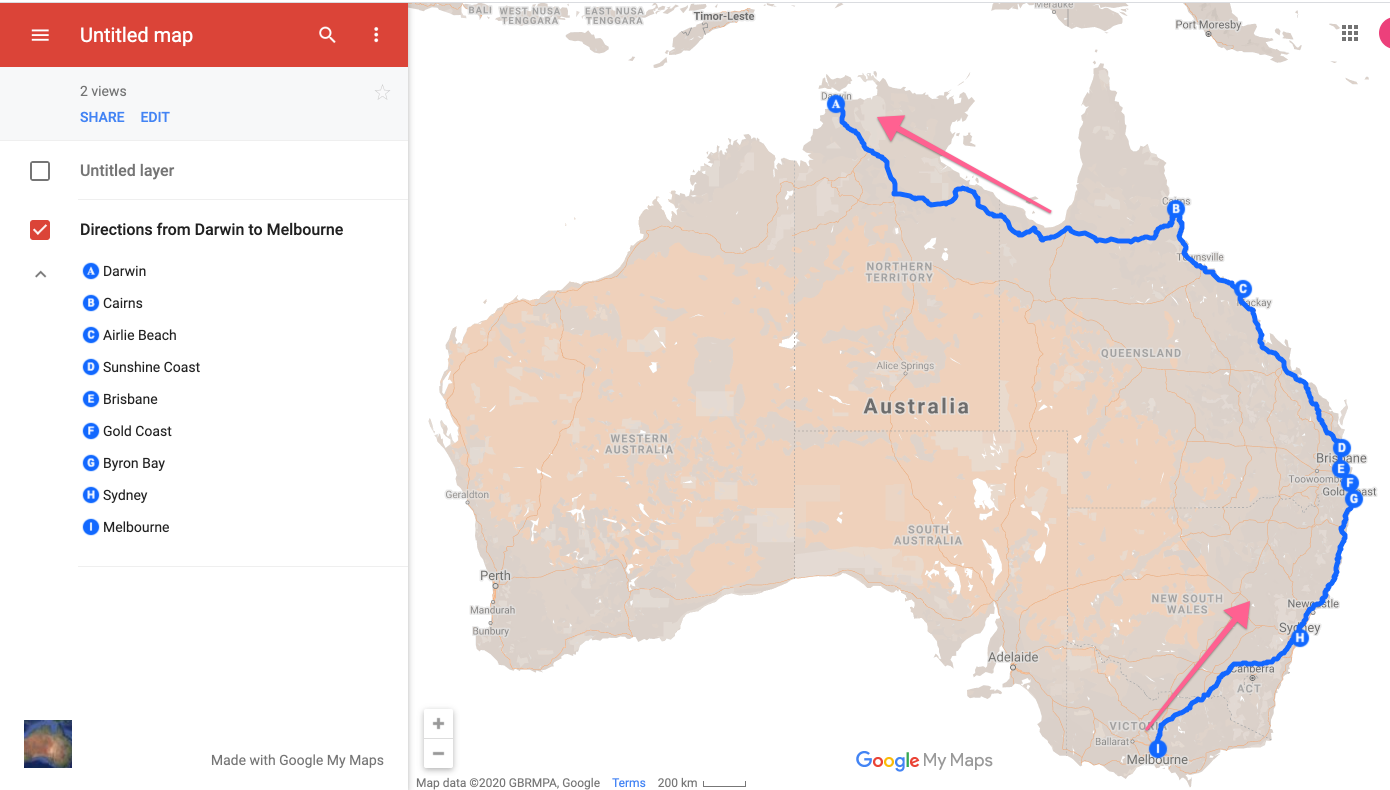 Untitled map
2 views
SHARE EDIT
Untitled layer
Directions from Darwin to Melbourne
A Darwin
B Cairns
C Airlie Beach
D Sunshine Coast
E Brisbane
F Gold Coast
G Byron Bay
H Sydney
I Melbourne
Made with Google My Maps
BALI
WEST NUSA
TENGGARA
EAST NUSA
TENGGARA
Timor-Leste
Merauke
Port Moresby
Darwin
A
Cairns
B
Townsville
C
Mackay
NORTHERN
TERRITORY
QUEENSLAND
Alice Springs
Australia
WESTERN
AUSTRALIA
D
Brisbane
E
F
Gold Coast
G
Geraldton
SOUTH
AUSTRALIA
Perth
Mandurah
Bunbury
NEW SOUTH
WALES
Newcastle
Sydney
H
Adelaide
Canberra
ACT
VICTORIA
Ballarat
I
Melbourne
+
−
Google My Maps
Map data ©2020 GBRMPA, Google Terms 200 km